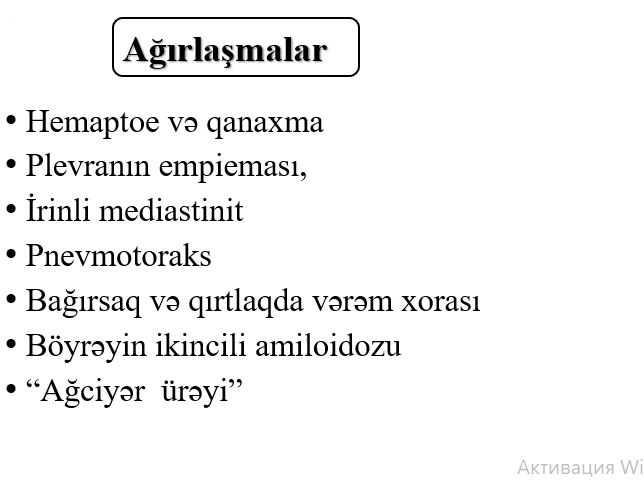 Ağırlaşmalar
• Hemaptoe və qanaxma
• Plevranın empieması,
• İrinli mediastinit
• Pnevmotoraks
• Bağırsaq və qırtlaqda vərəm xorası
• Böyrəyin ikincili amiloidozu
• “Ağciyər ürəyi”
Активация Wi